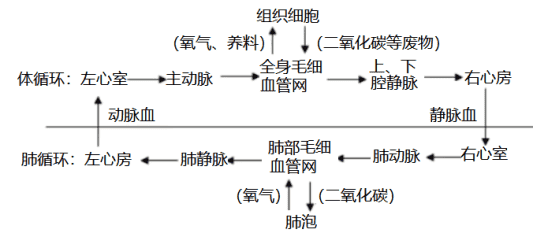 组织细胞
(氧气、养料)
(二氧化碳等废物)
体循环：左心室
主动脉
全身毛细
血管网
上、下
腔静脉
右心房
动脉血
静脉血
肺循环：左心房
肺静脉
肺部毛细
血管网
肺动脉
右心室
(氧气)
(二氧化碳)
肺泡